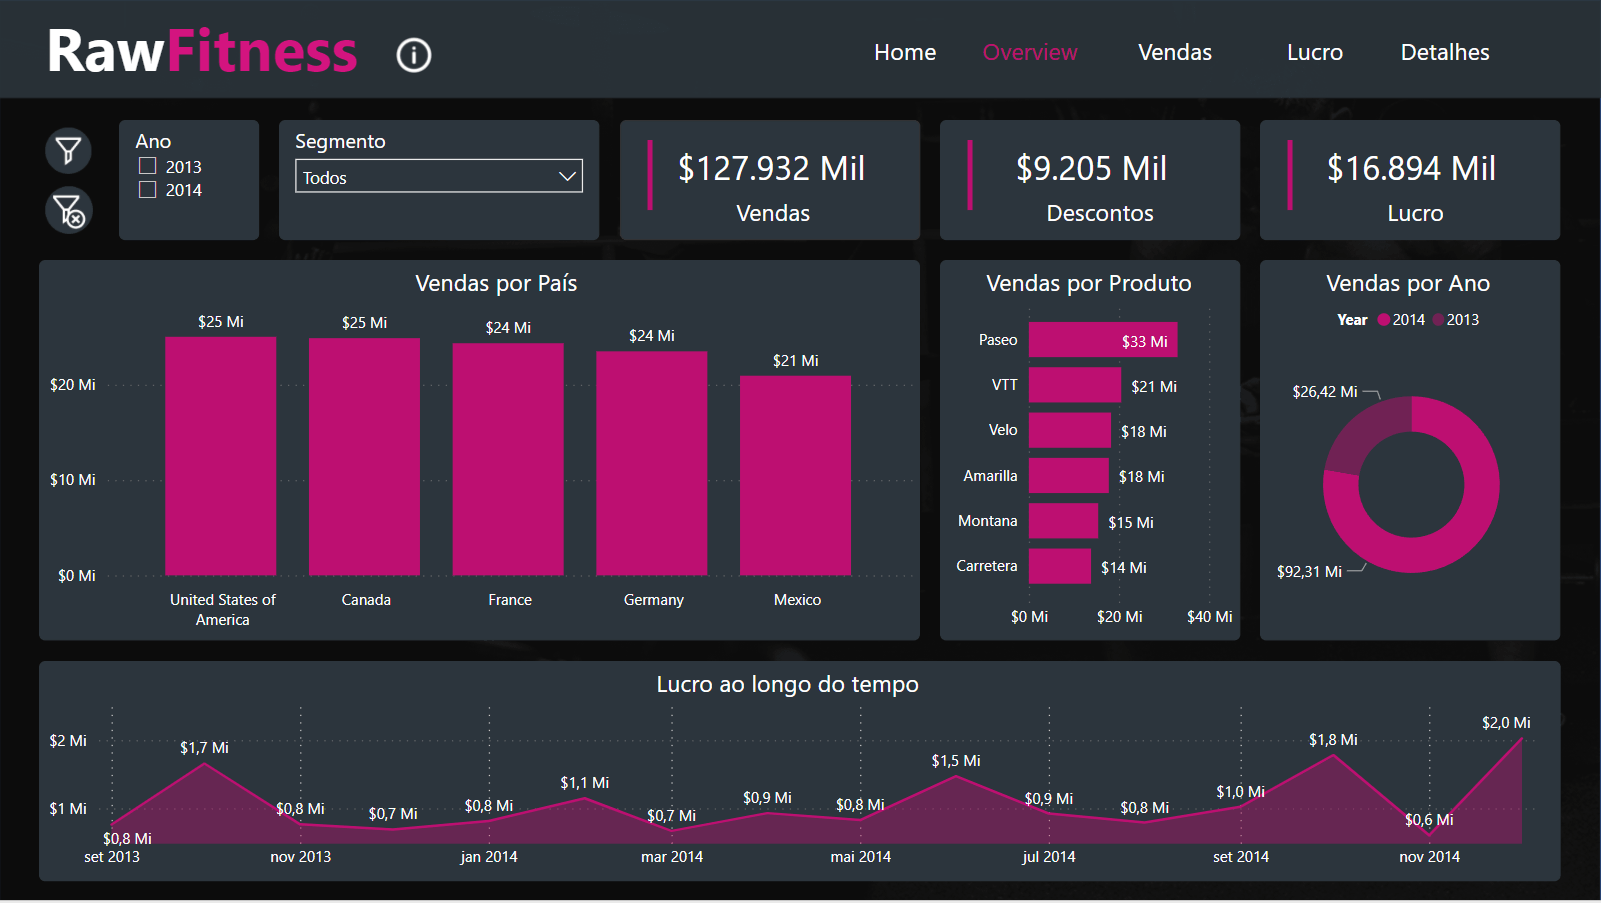 RawFitness
Home Overview Vendas Lucro Detalhes
Ano
2013
2014
Segmento
Todos
$127.932 Mil
Vendas
$9.205 Mil
Descontos
$16.894 Mil
Lucro
Vendas por País
$25 Mi $25 Mi $24 Mi $24 Mi $21 Mi
$20 Mi
$10 Mi
$0 Mi
United States of America Canada France Germany Mexico
Vendas por Produto
Paseo $33 Mi
VTT $21 Mi
Velo $18 Mi
Amarilla $18 Mi
Montana $15 Mi
Carretera $14 Mi
$0 Mi $20 Mi $40 Mi
Vendas por Ano
Year 2014 2013
$26,42 Mi
$92,31 Mi
Lucro ao longo do tempo
$2 Mi
$1 Mi
$0,8 Mi $1,7 Mi $0,8 Mi $0,7 Mi $0,8 Mi $1,1 Mi $0,7 Mi $0,9 Mi $0,8 Mi $1,5 Mi $0,9 Mi $0,8 Mi $1,0 Mi $1,8 Mi $0,6 Mi $2,0 Mi
set 2013 nov 2013 jan 2014 mar 2014 mai 2014 jul 2014 set 2014 nov 2014